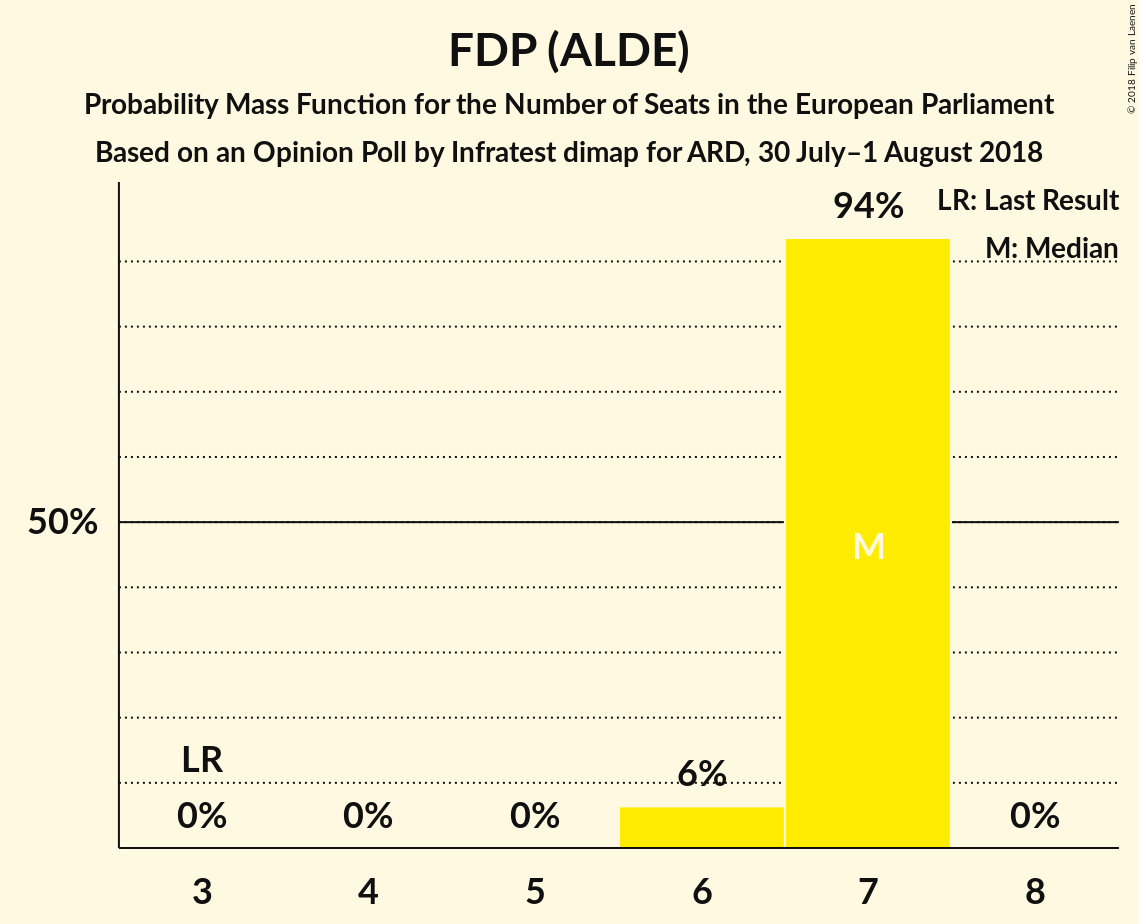 FDP (ALDE)
Probability Mass Function for the Number of Seats in the European Parliament
Based on an Opinion Poll by Infratest dimap for ARD, 30 July–1 August 2018
© 2018 Filip van Laenen
LR: Last Result
M: Median
94%
50%
M
LR
6%
0% 0% 0% 0%
3 4 5 6 7 8